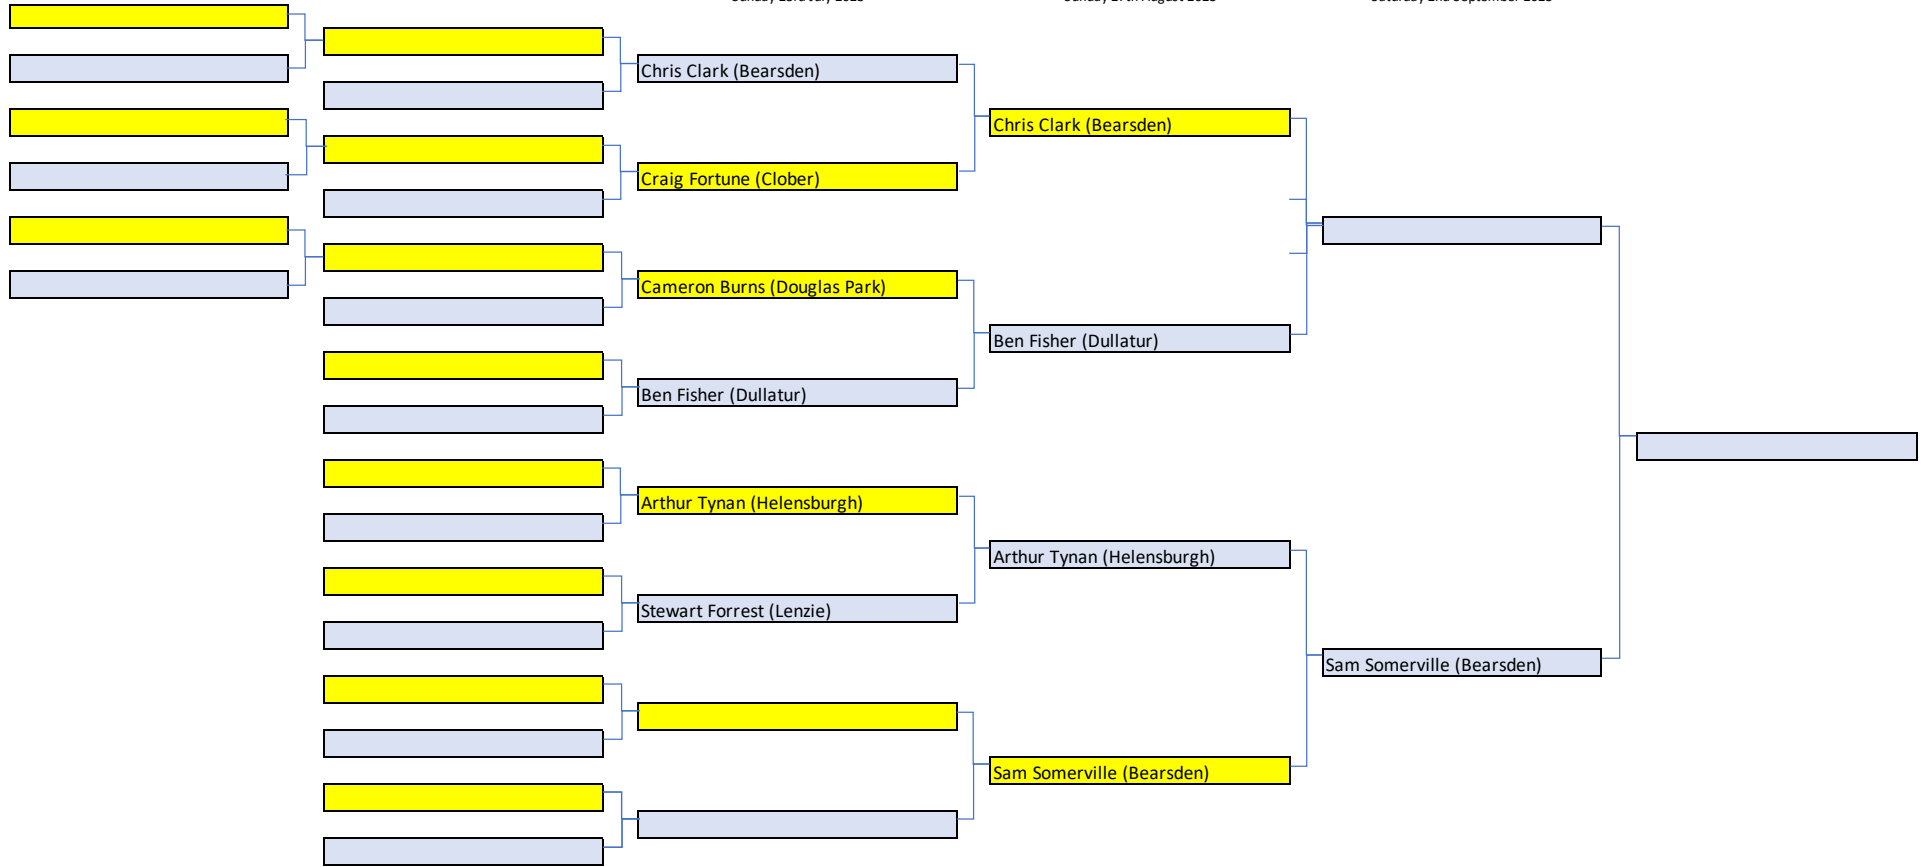 Chris Clark (Bearsden)
Chris Clark (Bearsden)
Craig Fortune (Clober)
Cameron Burns (Douglas Park)
Ben Fisher (Dullatur)
Ben Fisher (Dullatur)
Arthur Tynan (Helensburgh)
Arthur Tynan (Helensburgh)
Stewart Forrest (Lenzie)
Sam Somerville (Bearsden)
Sam Somerville (Bearsden)